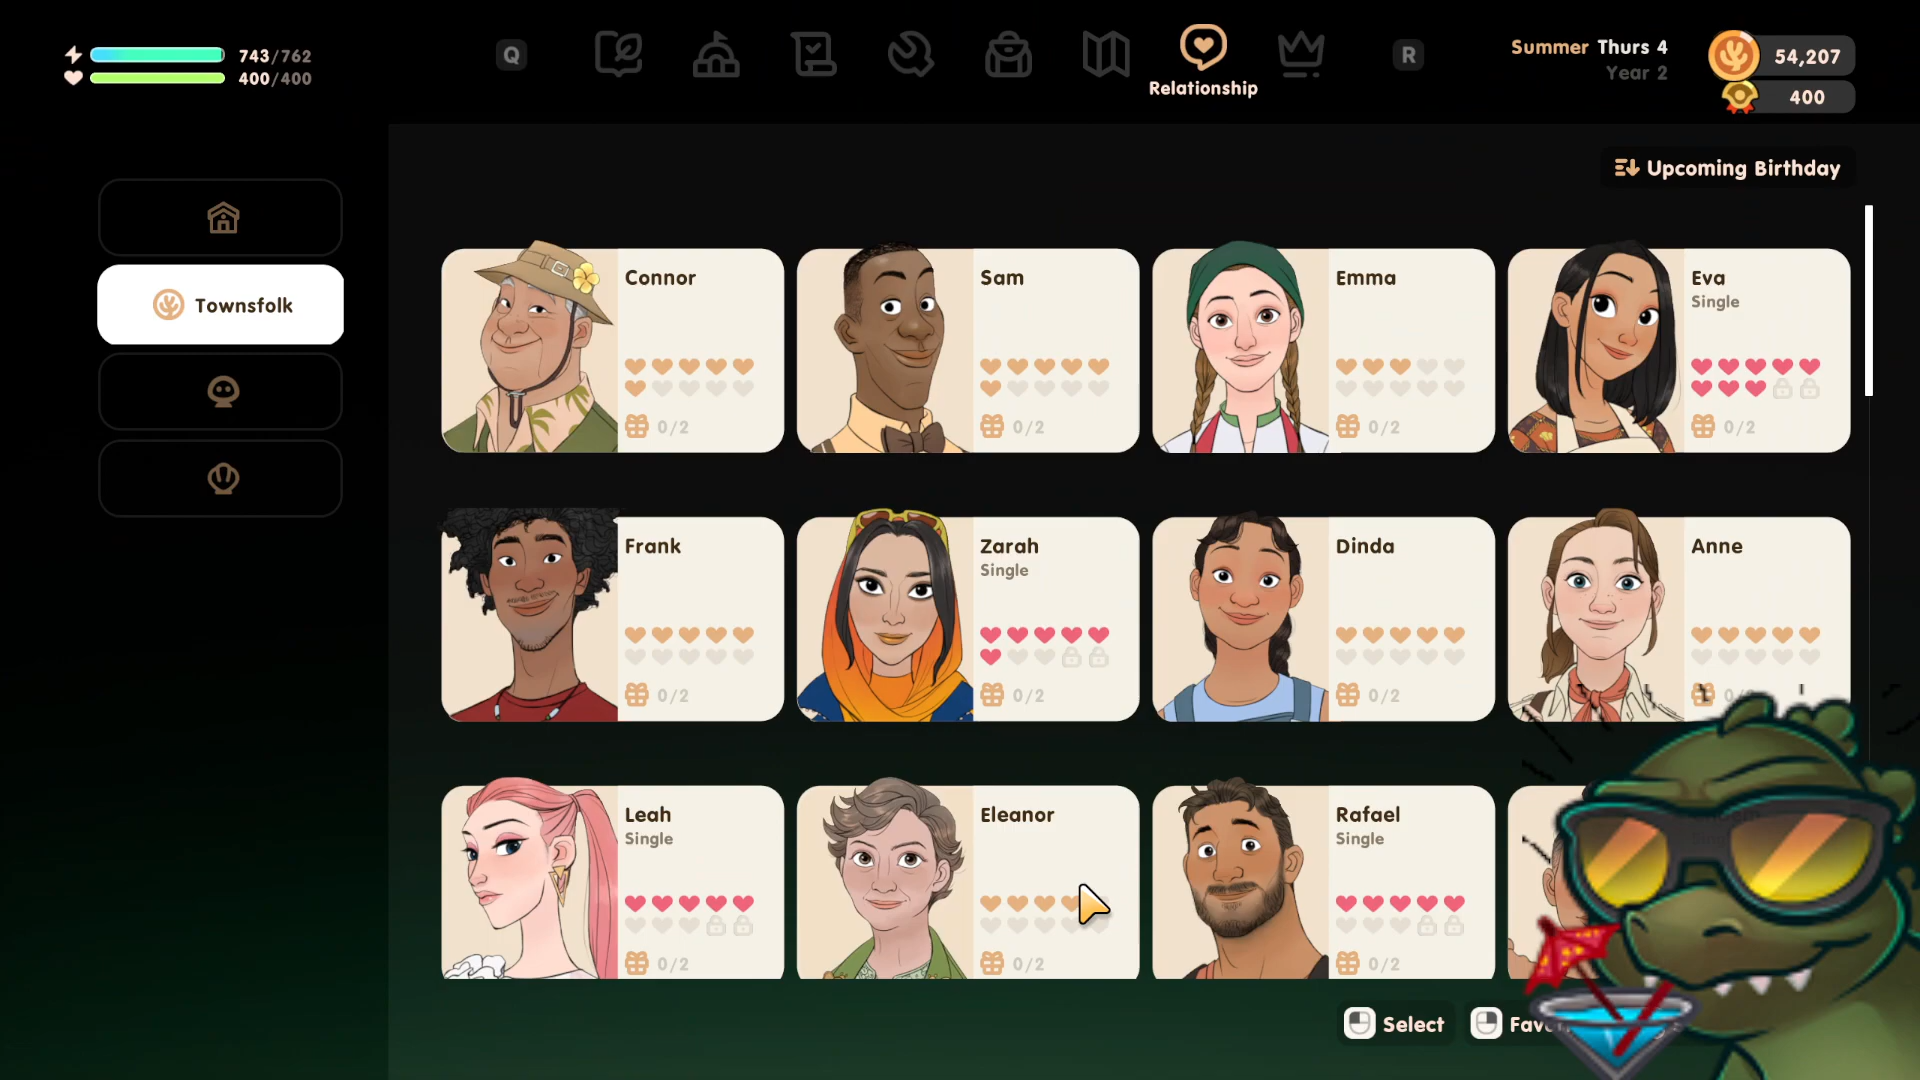 743/762
400/400
Q
Relationship
R
Summer Thurs 4
Year 2
54,207
400
Upcoming Birthday
Townsfolk
Connor
0/2
Sam
0/2
Emma
0/2
Eva
Single
0/2
Frank
0/2
Zarah
Single
0/2
Dinda
0/2
Anne
Leah
Single
0/2
Eleanor
0/2
Rafael
Single
0/2
Select